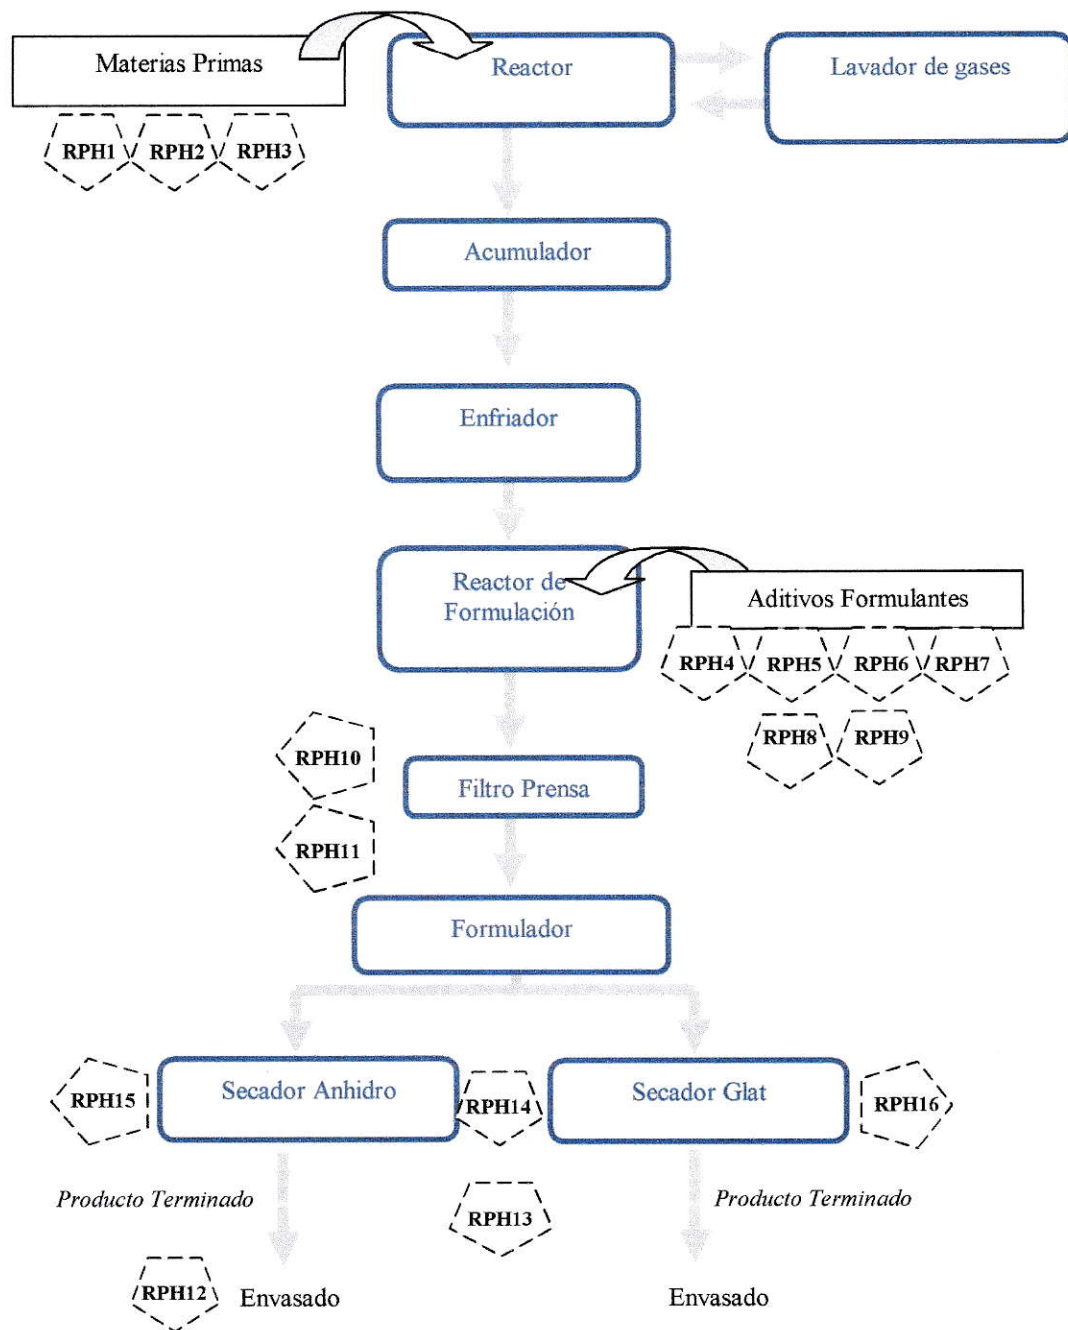 Materias Primas
Reactor
Lavador de gases
RPH1
RPH2
RPH3
Acumulador
Enfriador
Reactor de
Formulación
Aditivos Formulantes
RPH4
RPH5
RPH6
RPH7
RPH8
RPH9
RPH10
Filtro Prensa
RPH11
Formulador
RPH15
Secador Anhidro
RPH14
Secador Glat
RPH16
Producto Terminado
RPH13
Producto Terminado
RPH12
Envasado
Envasado